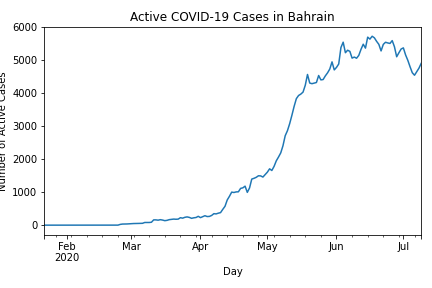 Active COVID-19 Cases in Bahrain
Number of Active Cases
6000
5000
4000
3000
2000
1000
0
Feb
2020
Mar
Apr
May
Jun
Jul
Day